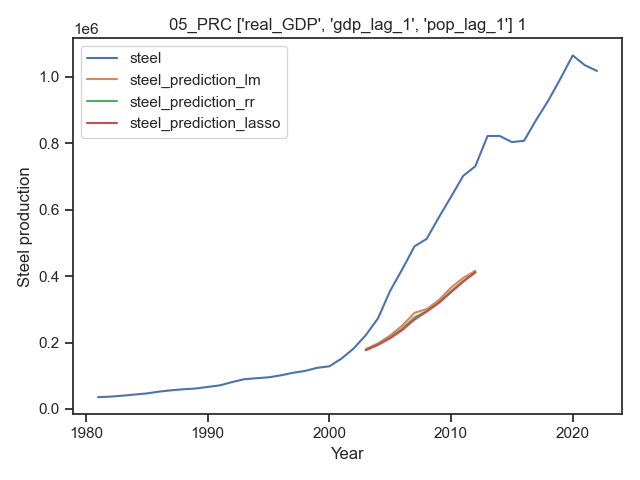 05_PRC ['real_GDP', 'gdp_lag_1', 'pop_lag_1'] 1
1e6
steel
steel_prediction_lm
steel_prediction_rr
steel_prediction_lasso
1.0
0.8
0.6
0.4
0.2
0.0
Steel production
1980 1990 2000 2010 2020
Year